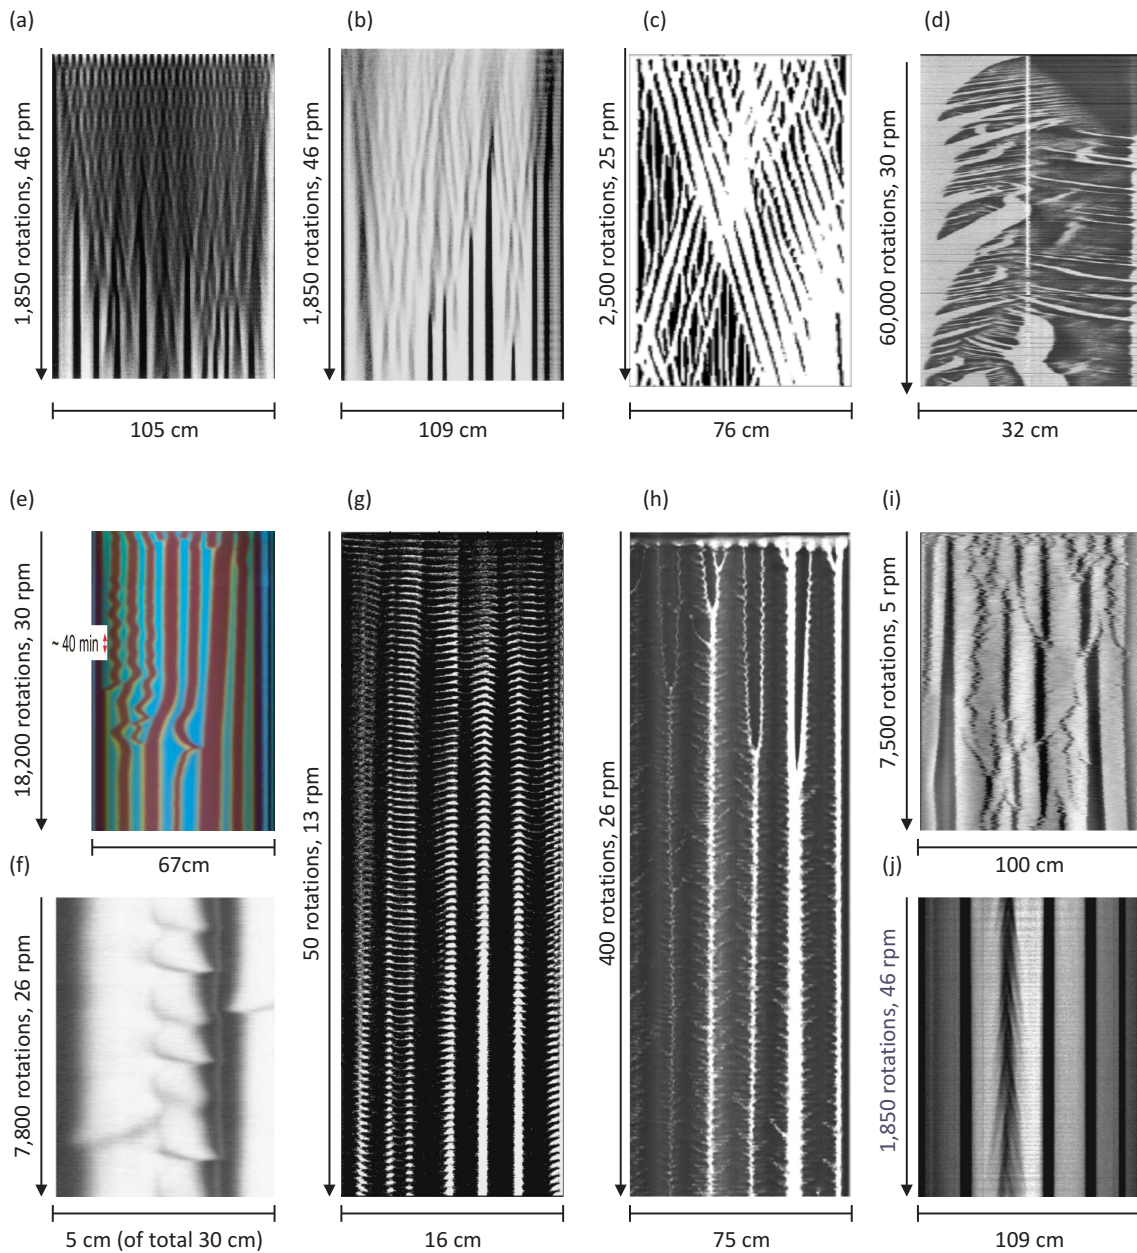 (a)
1,850 rotations, 46 rpm
105 cm
(b)
1,850 rotations, 46 rpm
109 cm
(c)
2,500 rotations, 25 rpm
76 cm
(d)
60,000 rotations, 30 rpm
32 cm
(e)
18,200 rotations, 30 rpm
~ 40 min
67cm
(f)
7,800 rotations, 26 rpm
5 cm (of total 30 cm)
(g)
50 rotations, 13 rpm
16 cm
(h)
400 rotations, 26 rpm
75 cm
(i)
7,500 rotations, 5 rpm
100 cm
(j)
1,850 rotations, 46 rpm
109 cm